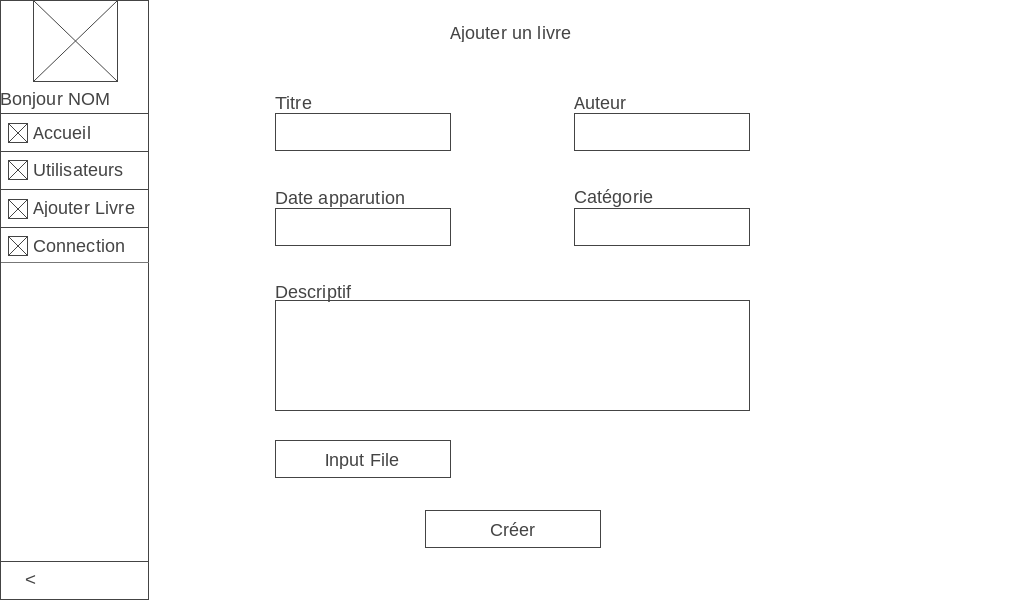 Bonjour NOM
Accueil
Utilisateurs
Ajouter Livre
Connection
<
Ajouter un livre
Titre
Auteur
Date apparution
Catégorie
Descriptif
Input File
Créer